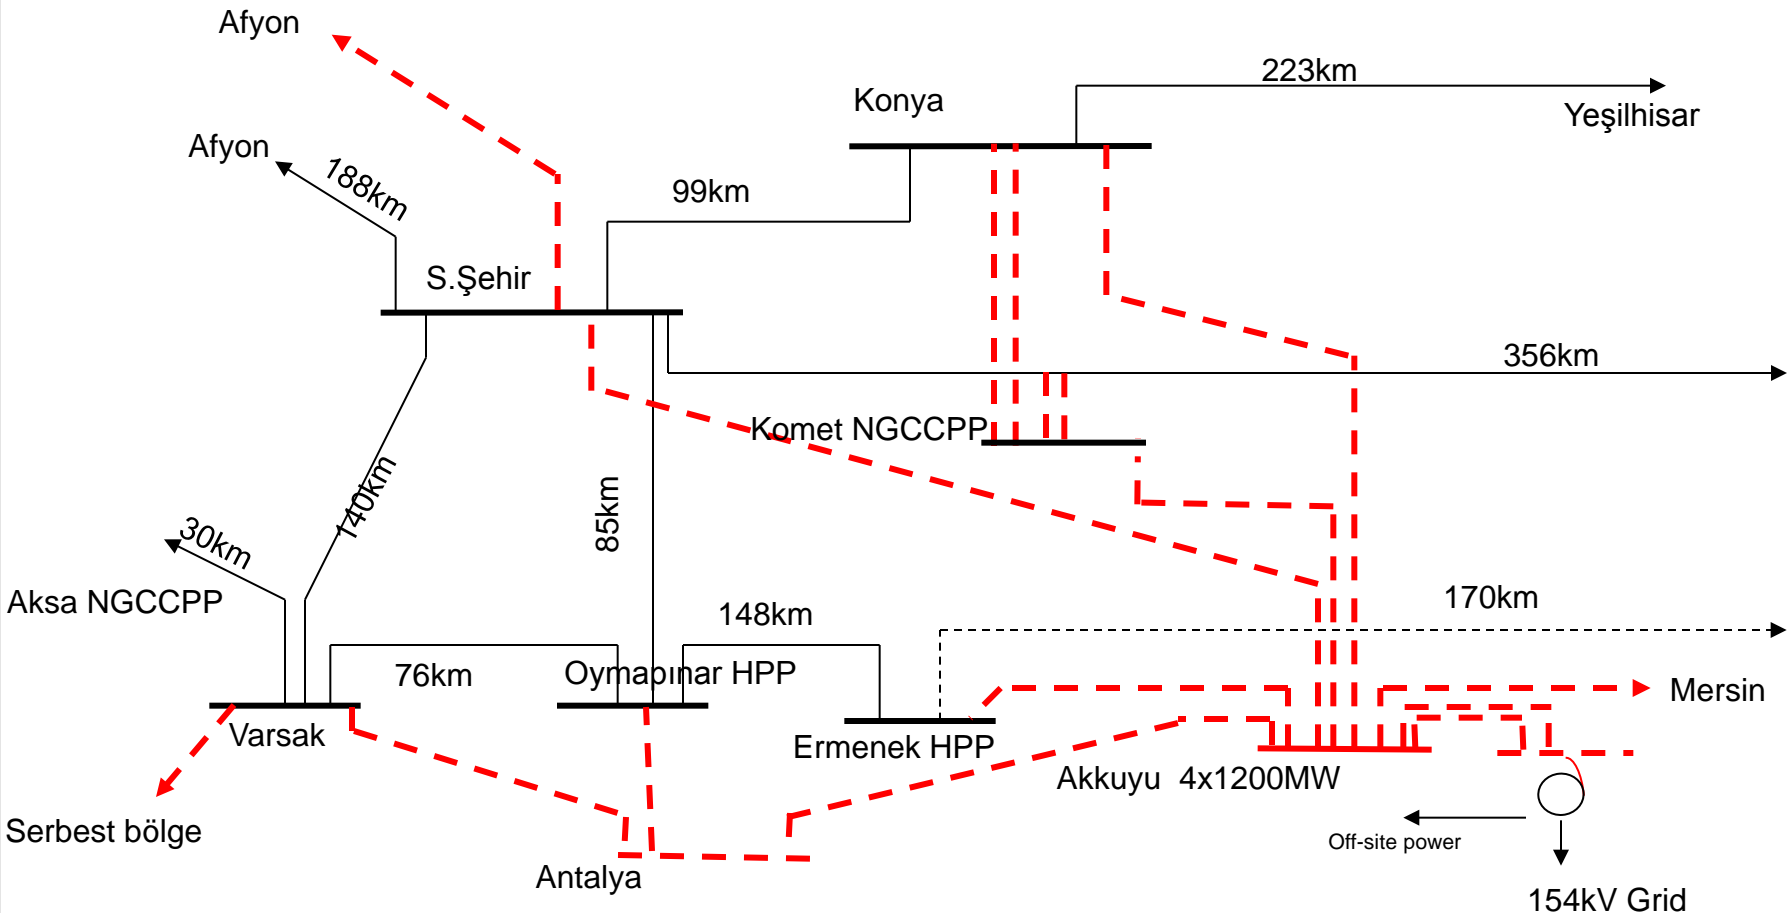 Afyon
223km
Konya
Yeşilhisar
Afyon
188km
99km
S.Şehir
356km
Komet NGCCPP
140km
85km
30km
Aksa NGCCPP
148km
170km
76km
Oymapınar HPP
Mersin
Varsak
Ermenek HPP
Akkuyu 4x1200MW
Serbest bölge
Off-site power
Antalya
154kV Grid